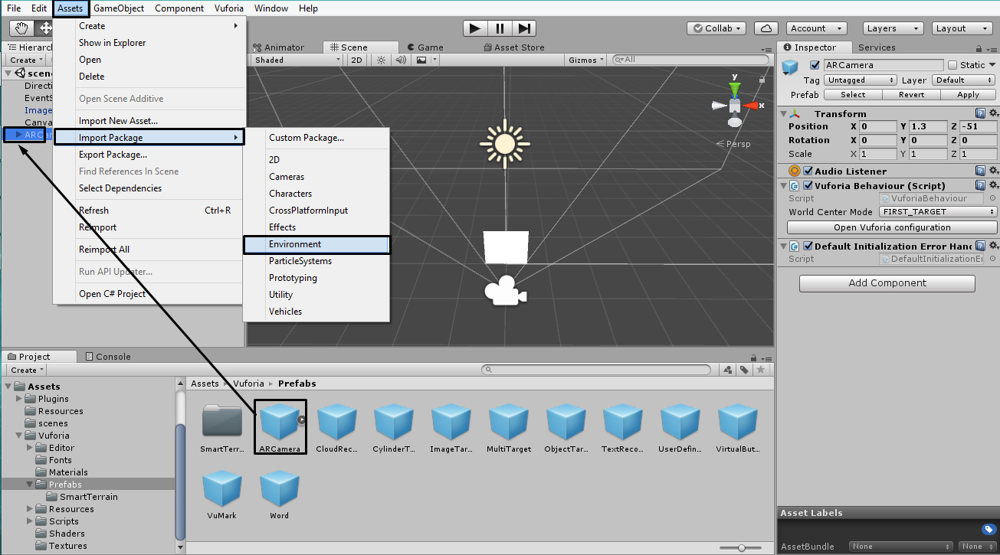 File Edit Assets GameObject Component Vuforia Window Help
Collab Account Layers Layout
Hierarch
Create
scene
Directi
EventS
Image
Canva
ARCam
Create
Show in Explorer
Open
Delete
Open Scene Additive
Import New Asset...
Import Package
Export Package...
Find References In Scene
Select Dependencies
Refresh Ctrl+R
Reimport
Reimport All
Run API Updater...
Open C# Project
Custom Package...
2D
Cameras
Characters
CrossPlatformInput
Effects
Environment
ParticleSystems
Prototyping
Utility
Vehicles
Animator Scene Game Asset Store
Shaded 2D Gizmos All
y
x
Persp
Inspector Services
ARCamera Static
Tag Untagged Layer Default
Prefab Select Revert Apply
Transform
Position X 0 Y 1.3 Z -51
Rotation X 0 Y 0 Z 0
Scale X 1 Y 1 Z 1
Audio Listener
Vuforia Behaviour (Script)
Script VuforiaBehaviour
World Center Mode FIRST_TARGET
Open Vuforia configuration
Default Initialization Error Hand
Script DefaultInitializationEr
Add Component
Project Console
Create
Assets
Plugins
Resources
scenes
Vuforia
Editor
Fonts
Materials
Prefabs
SmartTerrain
Resources
Scripts
Shaders
Textures
Assets Vuforia Prefabs
SmartTerr... ARCamera CloudRec... CylinderT... ImageTar... MultiTarget ObjectTar... TextReco... UserDefin... VirtualBut...
VuMark Word
Asset Labels
AssetBundle None None